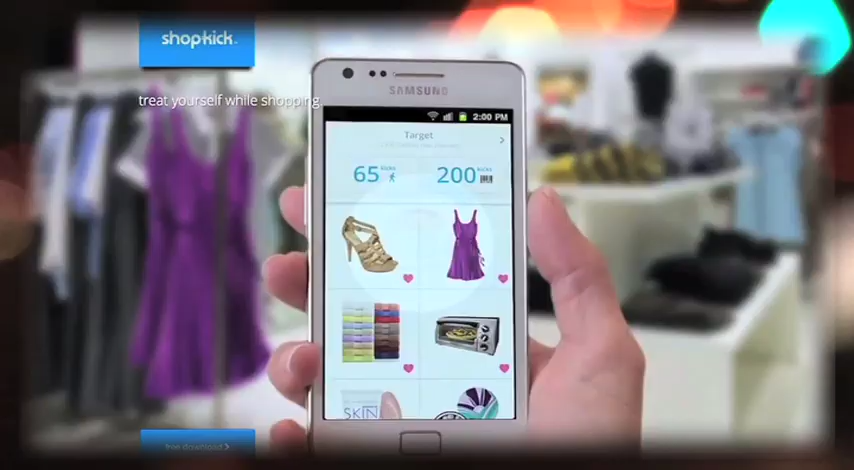 shopkick
treat yourself while shopping
SAMSUNG
2:00 PM
Target
65 kicks
200 kicks
SKIN
free download